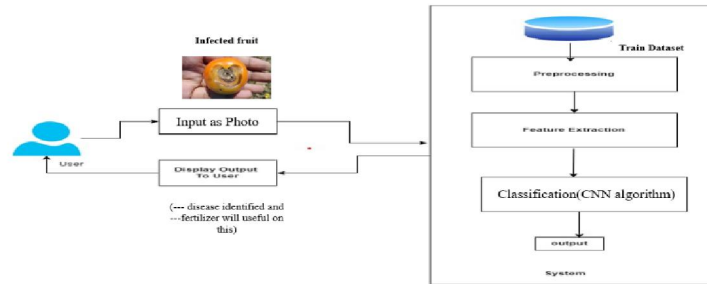 Infected fruit
Input as Photo
User
Display Output
To User
(--- disease identified and
---fertilizer will useful on
this)
Train Dataset
Preprocessing
Feature Extraction
Classification(CNN algorithm)
output
System